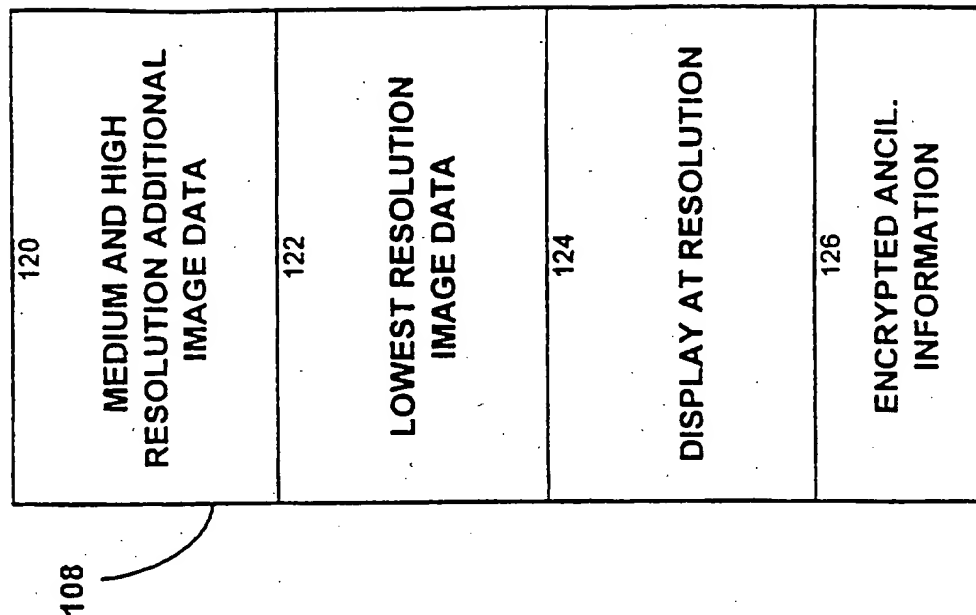 108
120
MEDIUM AND HIGH
RESOLUTION ADDITIONAL
IMAGE DATA
122
LOWEST RESOLUTION
IMAGE DATA
124
DISPLAY AT RESOLUTION
126
ENCRYPTED ANCIL.
INFORMATION